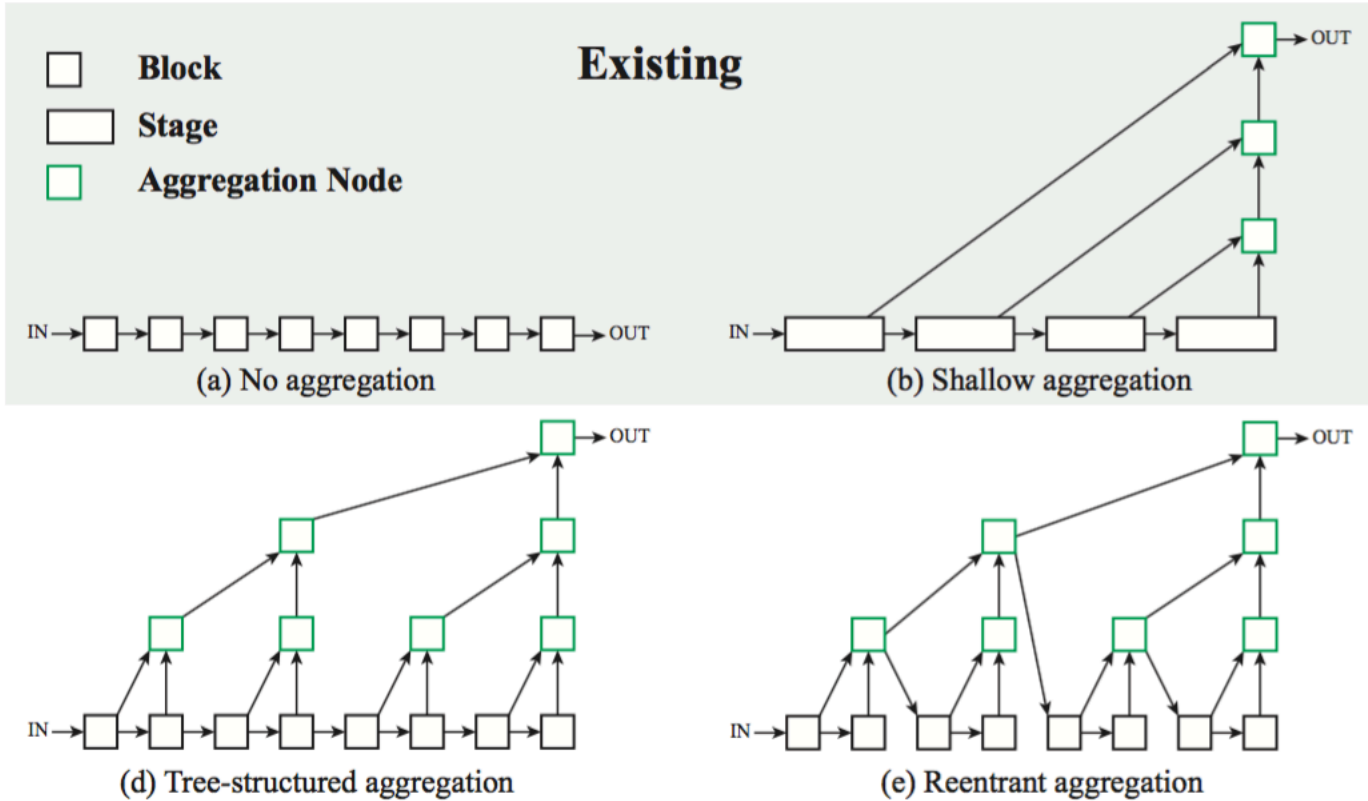 Block
Stage
Aggregation Node
Existing
IN
OUT
(a) No aggregation
OUT
IN
(b) Shallow aggregation
OUT
IN
(d) Tree-structured aggregation
OUT
IN
(e) Reentrant aggregation